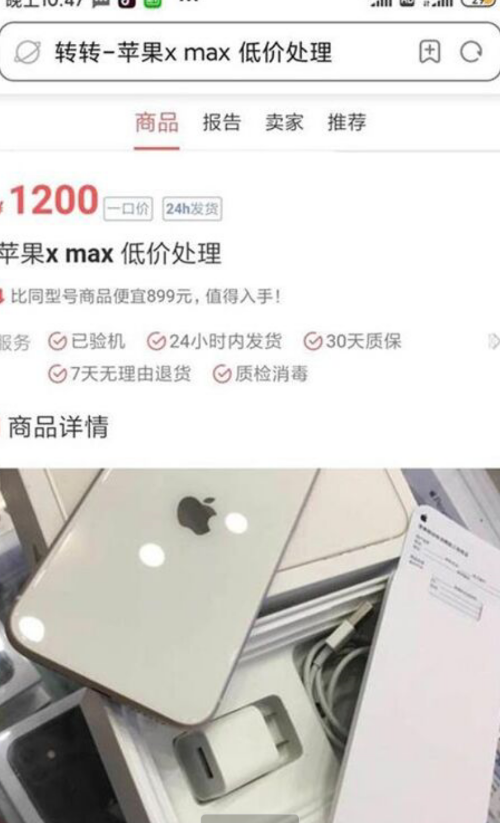 晚上10:47
转转-苹果x max 低价处理
商品 报告 卖家 推荐
¥1200 一口价 24h发货
苹果x max 低价处理
比同型号商品便宜899元，值得入手！
服务 已验机 24小时内发货 30天质保
7天无理由退货 质检消毒
商品详情